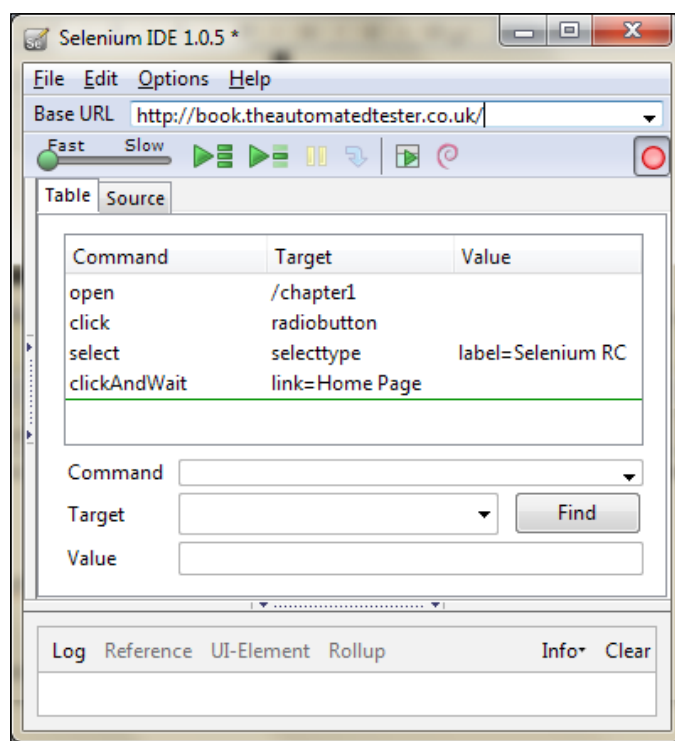 Selenium IDE 1.0.5 *
File Edit Options Help
Base URL http://book.theautomatedtester.co.uk/
Fast Slow
Table Source
Command Target Value
open /chapter1
click radiobutton
select selecttype label=Selenium RC
clickAndWait link=Home Page
Command
Target Find
Value
Log Reference UI-Element Rollup Info Clear